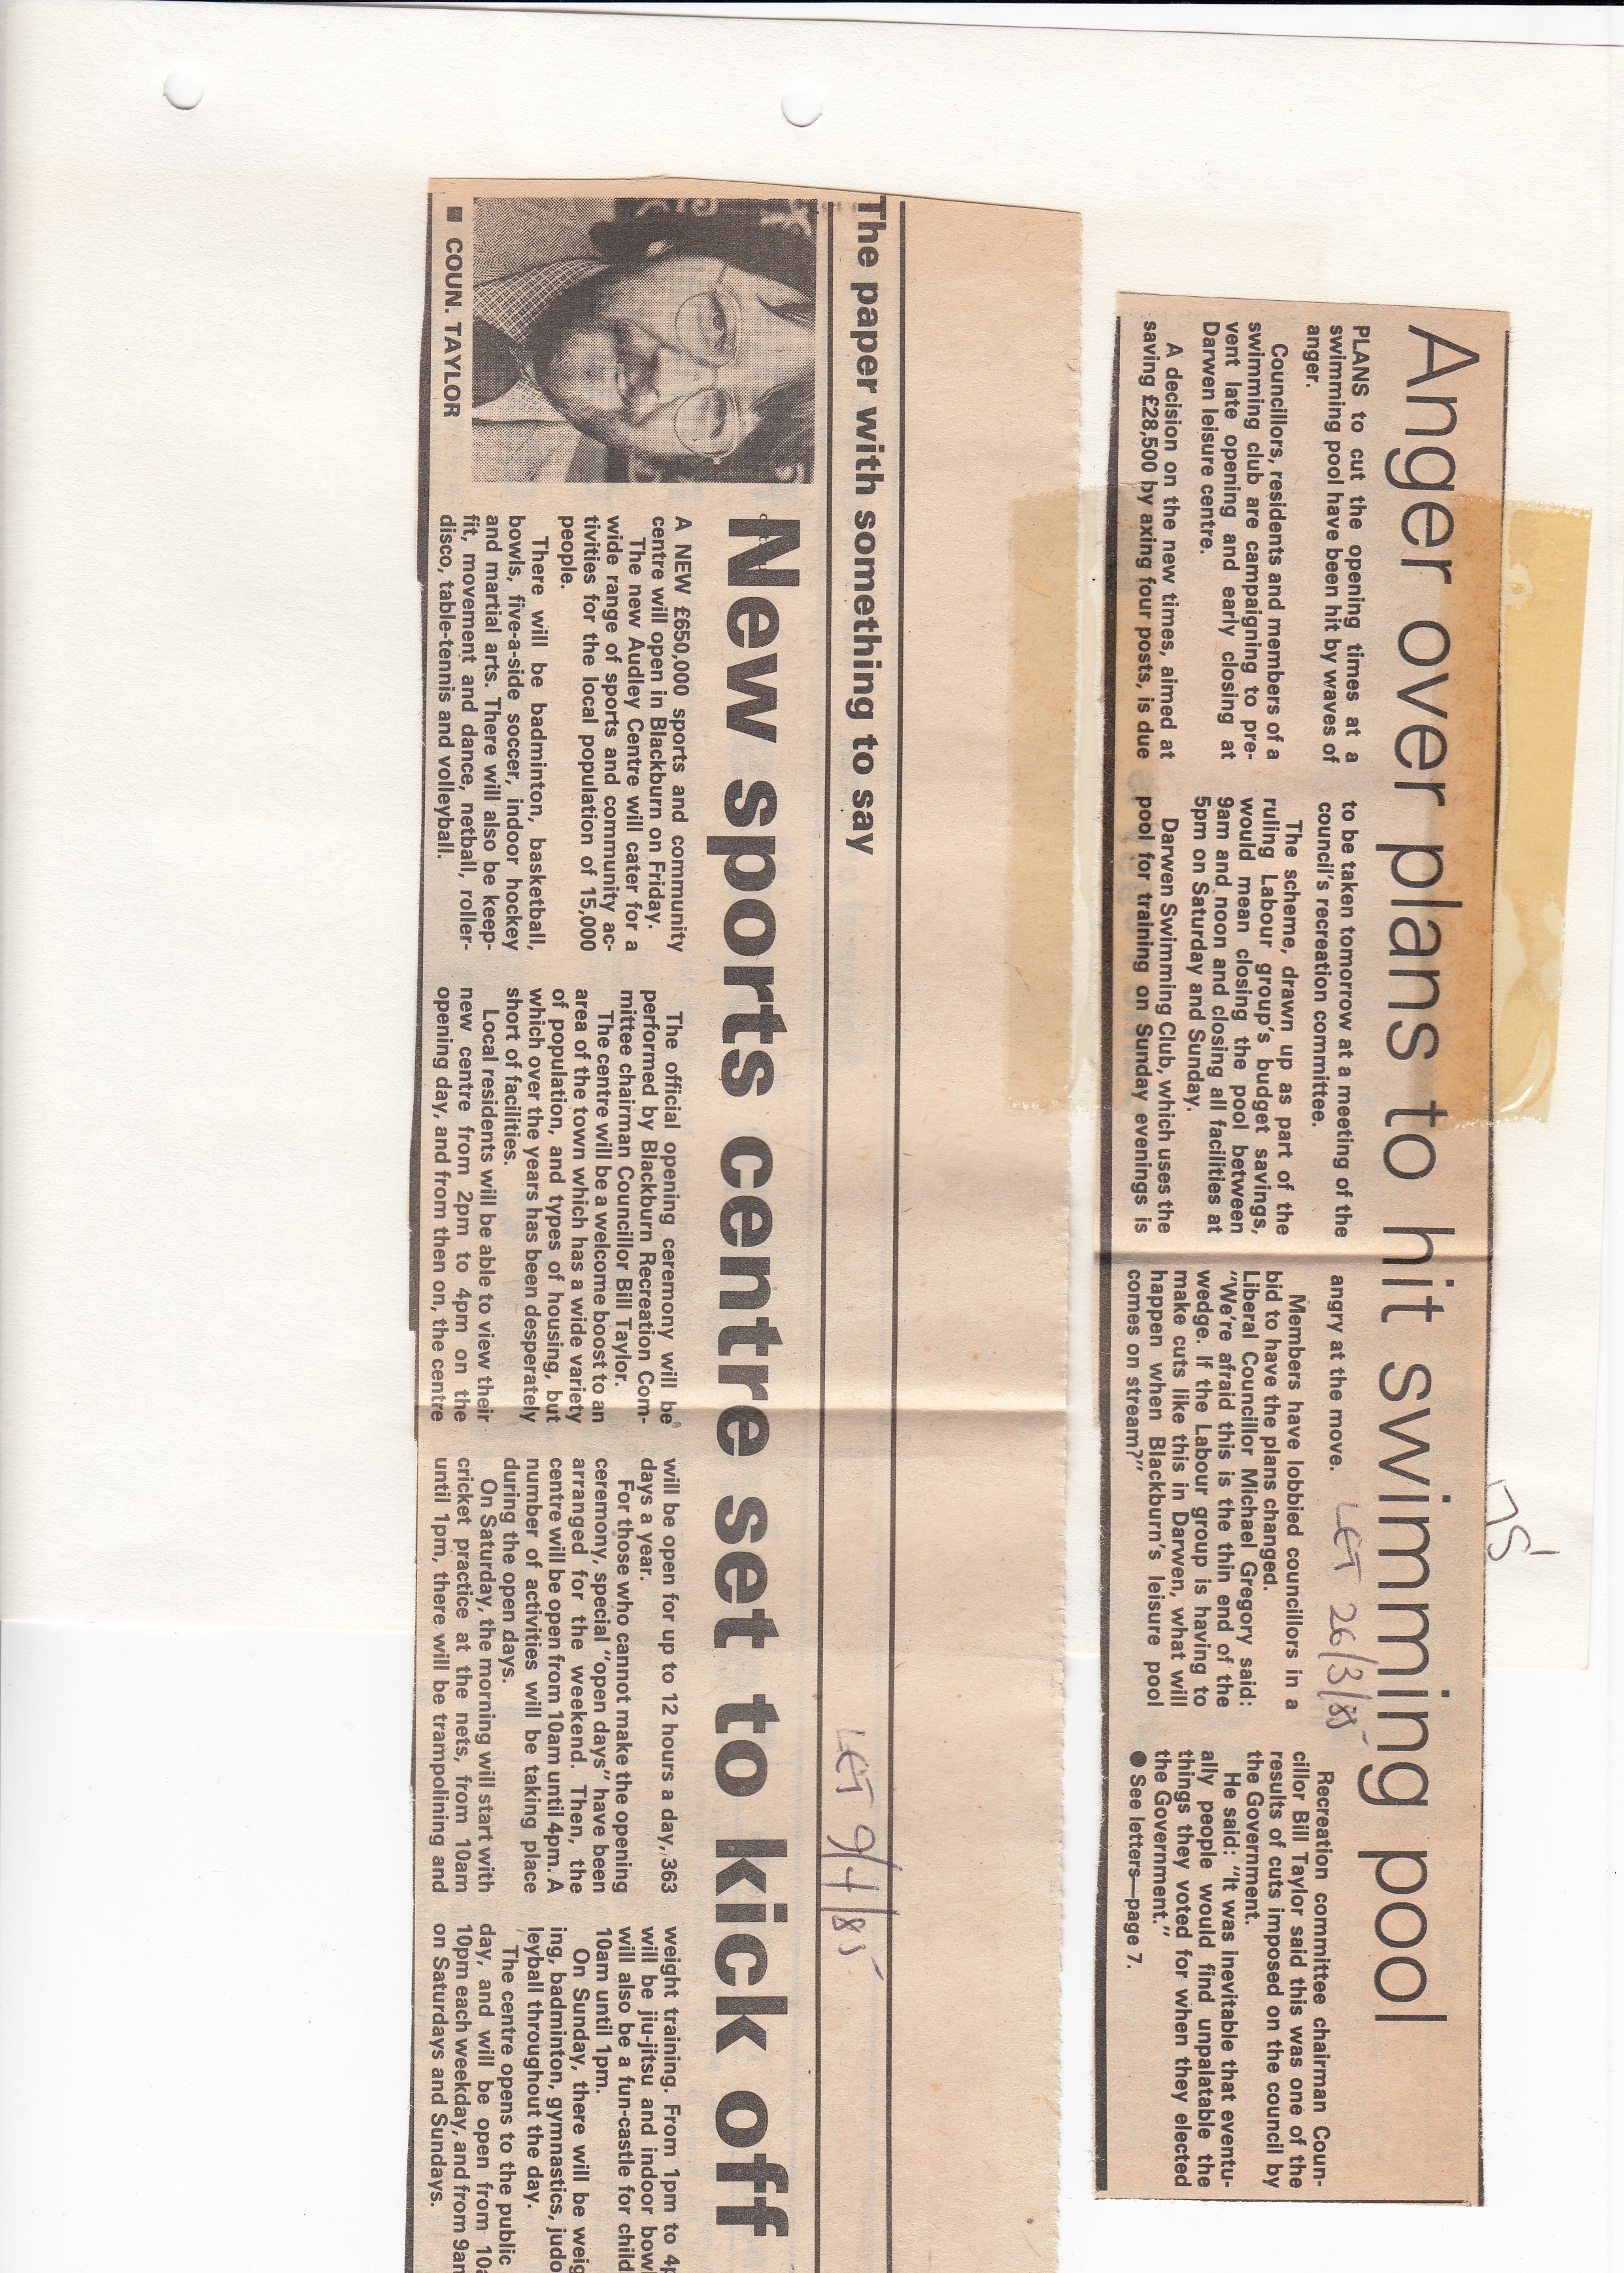 75
Anger over plans to hit swimming pool
PLANS to cut the opening times at a
swimming pool have been hit by waves of
anger.
Councillors, residents and members of a
swimming club are campaigning to pre-
vent late opening and early closing at
Darwen leisure centre.
A decision on the new times, aimed at
saving £28,500 by axing four posts, is due
to be taken tomorrow at a meeting of the
council's recreation committee.
The scheme, drawn up as part of the
ruling Labour group's budget savings,
would mean closing the pool between
9am and noon and closing all facilities at
5pm on Saturday and Sunday.
Darwen Swimming Club, which uses the
pool for training on Sunday evenings is
angry at the move.
LET 26/3/85
Members have lobbied councillors in a
bid to have the plans changed.
Liberal Councillor Michael Gregory said:
"We're afraid this is the thin end of the
wedge. If the Labour group is having to
make cuts like this in Darwen, what will
happen when Blackburn's leisure pool
comes on stream?"
Recreation committee chairman Coun-
cillor Bill Taylor said this was one of the
results of cuts imposed on the council by
the Government.
He said: "It was inevitable that eventu-
ally people would find unpalatable the
things they voted for when they elected
the Government."
● See letters—page 7.
The paper with something to say
LET 9/4/85
New sports centre set to kick off
■ COUN. TAYLOR
A NEW £650,000 sports and community
centre will open in Blackburn on Friday.
The new Audley Centre will cater for a
wide range of sports and community ac-
tivities for the local population of 15,000
people.
There will be badminton, basketball,
bowls, five-a-side soccer, indoor hockey
and martial arts. There will also be keep-
fit, movement and dance, netball, roller-
disco, table-tennis and volleyball.
The official opening ceremony will be
performed by Blackburn Recreation Com-
mittee chairman Councillor Bill Taylor.
The centre will be a welcome boost to an
area of the town which has a wide variety
of population, and types of housing, but
which over the years has been desperately
short of facilities.
Local residents will be able to view their
new centre from 2pm to 4pm on the
opening day, and from then on, the centre
will be open for up to 12 hours a day, 363
days a year.
For those who cannot make the opening
ceremony, special "open days" have been
arranged for the weekend. Then, the
centre will be open from 10am until 4pm. A
number of activities will be taking place
during the open days.
On Saturday, the morning will start with
cricket practice at the nets, from 10am
until 1pm, there will be trampolining and
weight training. From 1pm to 4p
will be jiu-jitsu and indoor bow
will also be a fun-castle for child
10am until 1pm.
On Sunday, there will be weig
ing, badminton, gymnastics, judo
leyball throughout the day.
The centre opens to the public
day, and will be open from 10a
10pm each weekday, and from 9am
on Saturdays and Sundays.